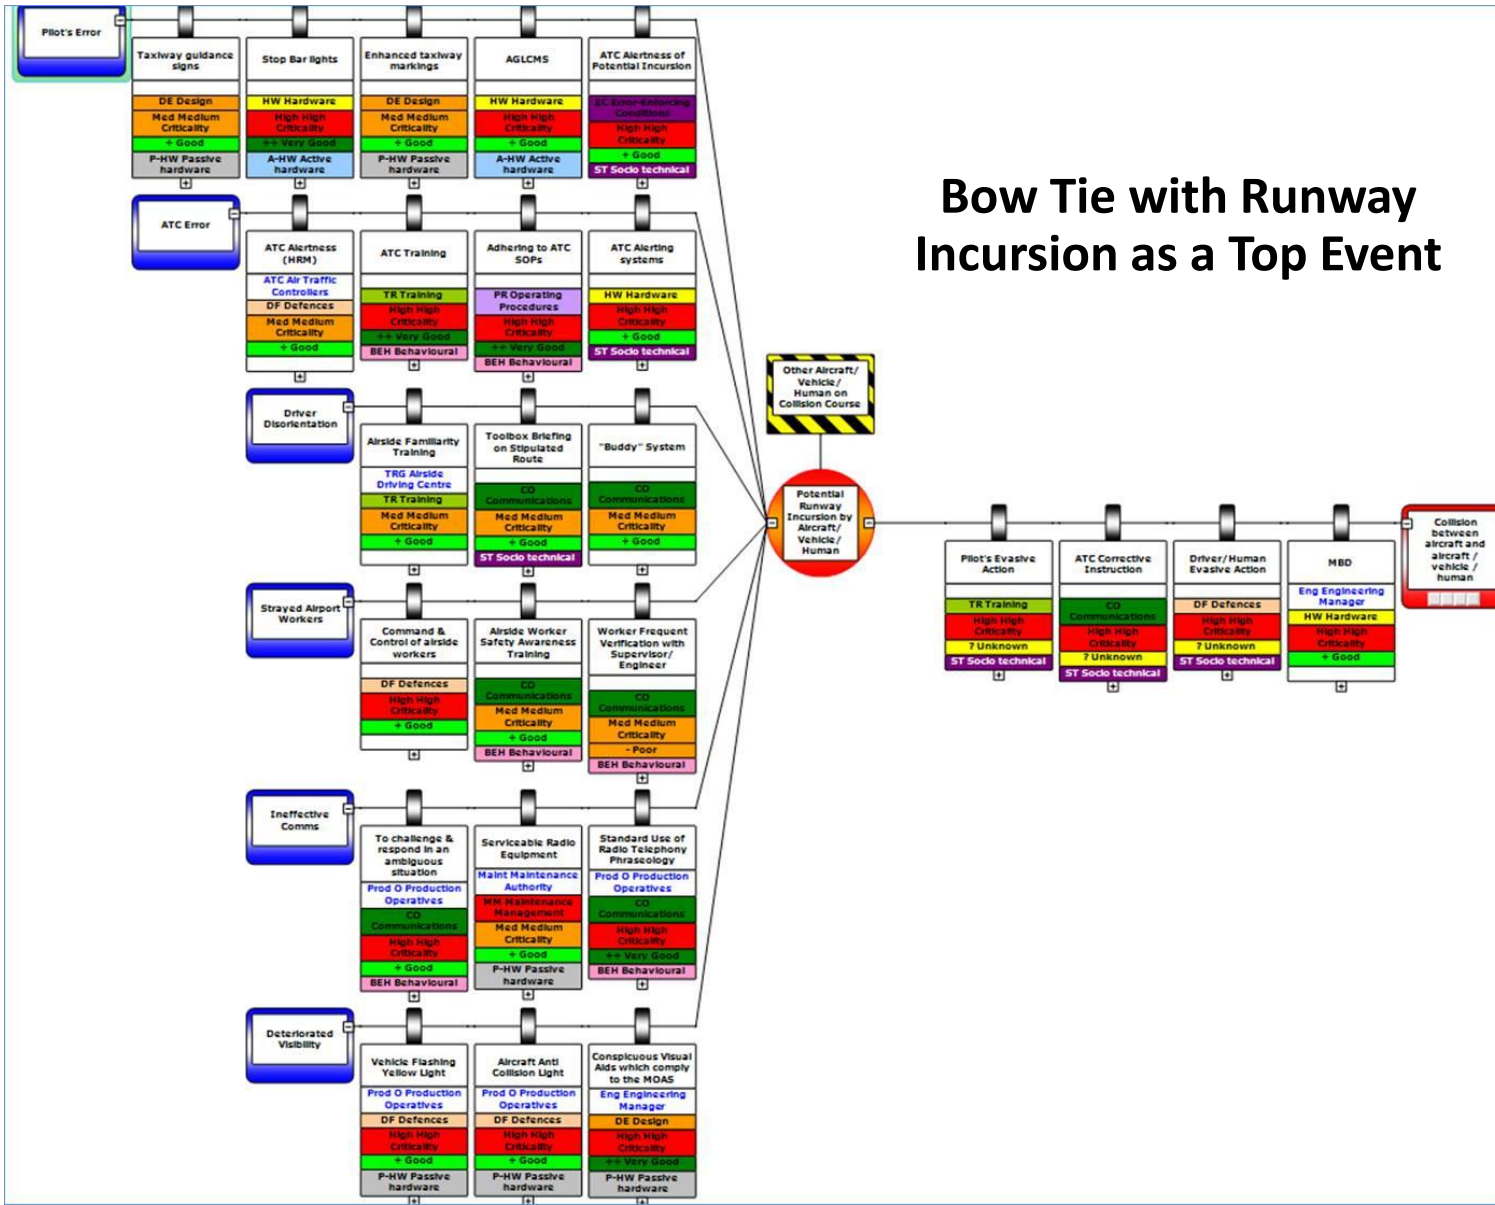 Bow Tie with Runway
Incursion as a Top Event
Pilot's Error
Taxiway guidance
signs
DE Design
Med Medium
Criticality
+ Good
P-HW Passive
hardware
Stop Bar lights
HW Hardware
High High
Criticality
++ Very Good
A-HW Active
hardware
Enhanced taxiway
markings
DE Design
Med Medium
Criticality
+ Good
P-HW Passive
hardware
AGLCMS
HW Hardware
High High
Criticality
+ Good
A-HW Active
hardware
ATC Alertness of
Potential Incursion
EC Error-Enforcing
Conditions
High High
Criticality
+ Good
ST Socio technical
ATC Error
ATC Alertness
(HRM)
ATC Air Traffic
Controllers
DF Defences
Med Medium
Criticality
+ Good
ATC Training
TR Training
High High
Criticality
++ Very Good
BEH Behavioural
Adhering to ATC
SOPs
PR Operating
Procedures
High High
Criticality
++ Very Good
BEH Behavioural
ATC Alerting
systems
HW Hardware
High High
Criticality
+ Good
ST Socio technical
Driver
Disorientation
Airside Familiarity
Training
TRG Airside
Driving Centre
TR Training
Med Medium
Criticality
+ Good
Toolbox Briefing
on Stipulated
Route
CO
Communications
Med Medium
Criticality
+ Good
ST Socio technical
"Buddy" System
CO
Communications
Med Medium
Criticality
+ Good
Strayed Airport
Workers
Command &
Control of airside
workers
DF Defences
High High
Criticality
+ Good
Airside Worker
Safety Awareness
Training
CO
Communications
Med Medium
Criticality
+ Good
BEH Behavioural
Worker Frequent
Verification with
Supervisor/
Engineer
CO
Communications
Med Medium
Criticality
- Poor
BEH Behavioural
Ineffective
Comms
To challenge &
respond in an
ambiguous
situation
Prod O Production
Operatives
CO
Communications
High High
Criticality
+ Good
BEH Behavioural
Serviceable Radio
Equipment
Maint Maintenance
Authority
MM Maintenance
Management
Med Medium
Criticality
+ Good
P-HW Passive
hardware
Standard Use of
Radio Telephony
Phraseology
Prod O Production
Operatives
CO
Communications
High High
Criticality
++ Very Good
BEH Behavioural
Deteriorated
Visibility
Vehicle Flashing
Yellow Light
Prod O Production
Operatives
DF Defences
High High
Criticality
+ Good
P-HW Passive
hardware
Aircraft Anti
Collision Light
Prod O Production
Operatives
DF Defences
High High
Criticality
+ Good
P-HW Passive
hardware
Conspicuous Visual
Aids which comply
to the MOAS
Eng Engineering
Manager
DE Design
High High
Criticality
++ Very Good
P-HW Passive
hardware
Other Aircraft/
Vehicle/
Human on
Collision Course
Potential
Runway
Incursion by
Aircraft/
Vehicle/
Human
Pilot's Evasive
Action
TR Training
High High
Criticality
? Unknown
ST Socio technical
ATC Corrective
Instruction
CO
Communications
High High
Criticality
? Unknown
ST Socio technical
Driver/Human
Evasive Action
DF Defences
High High
Criticality
? Unknown
ST Socio technical
MBD
Eng Engineering
Manager
HW Hardware
High High
Criticality
+ Good
Collision
between
aircraft and
aircraft /
vehicle /
human